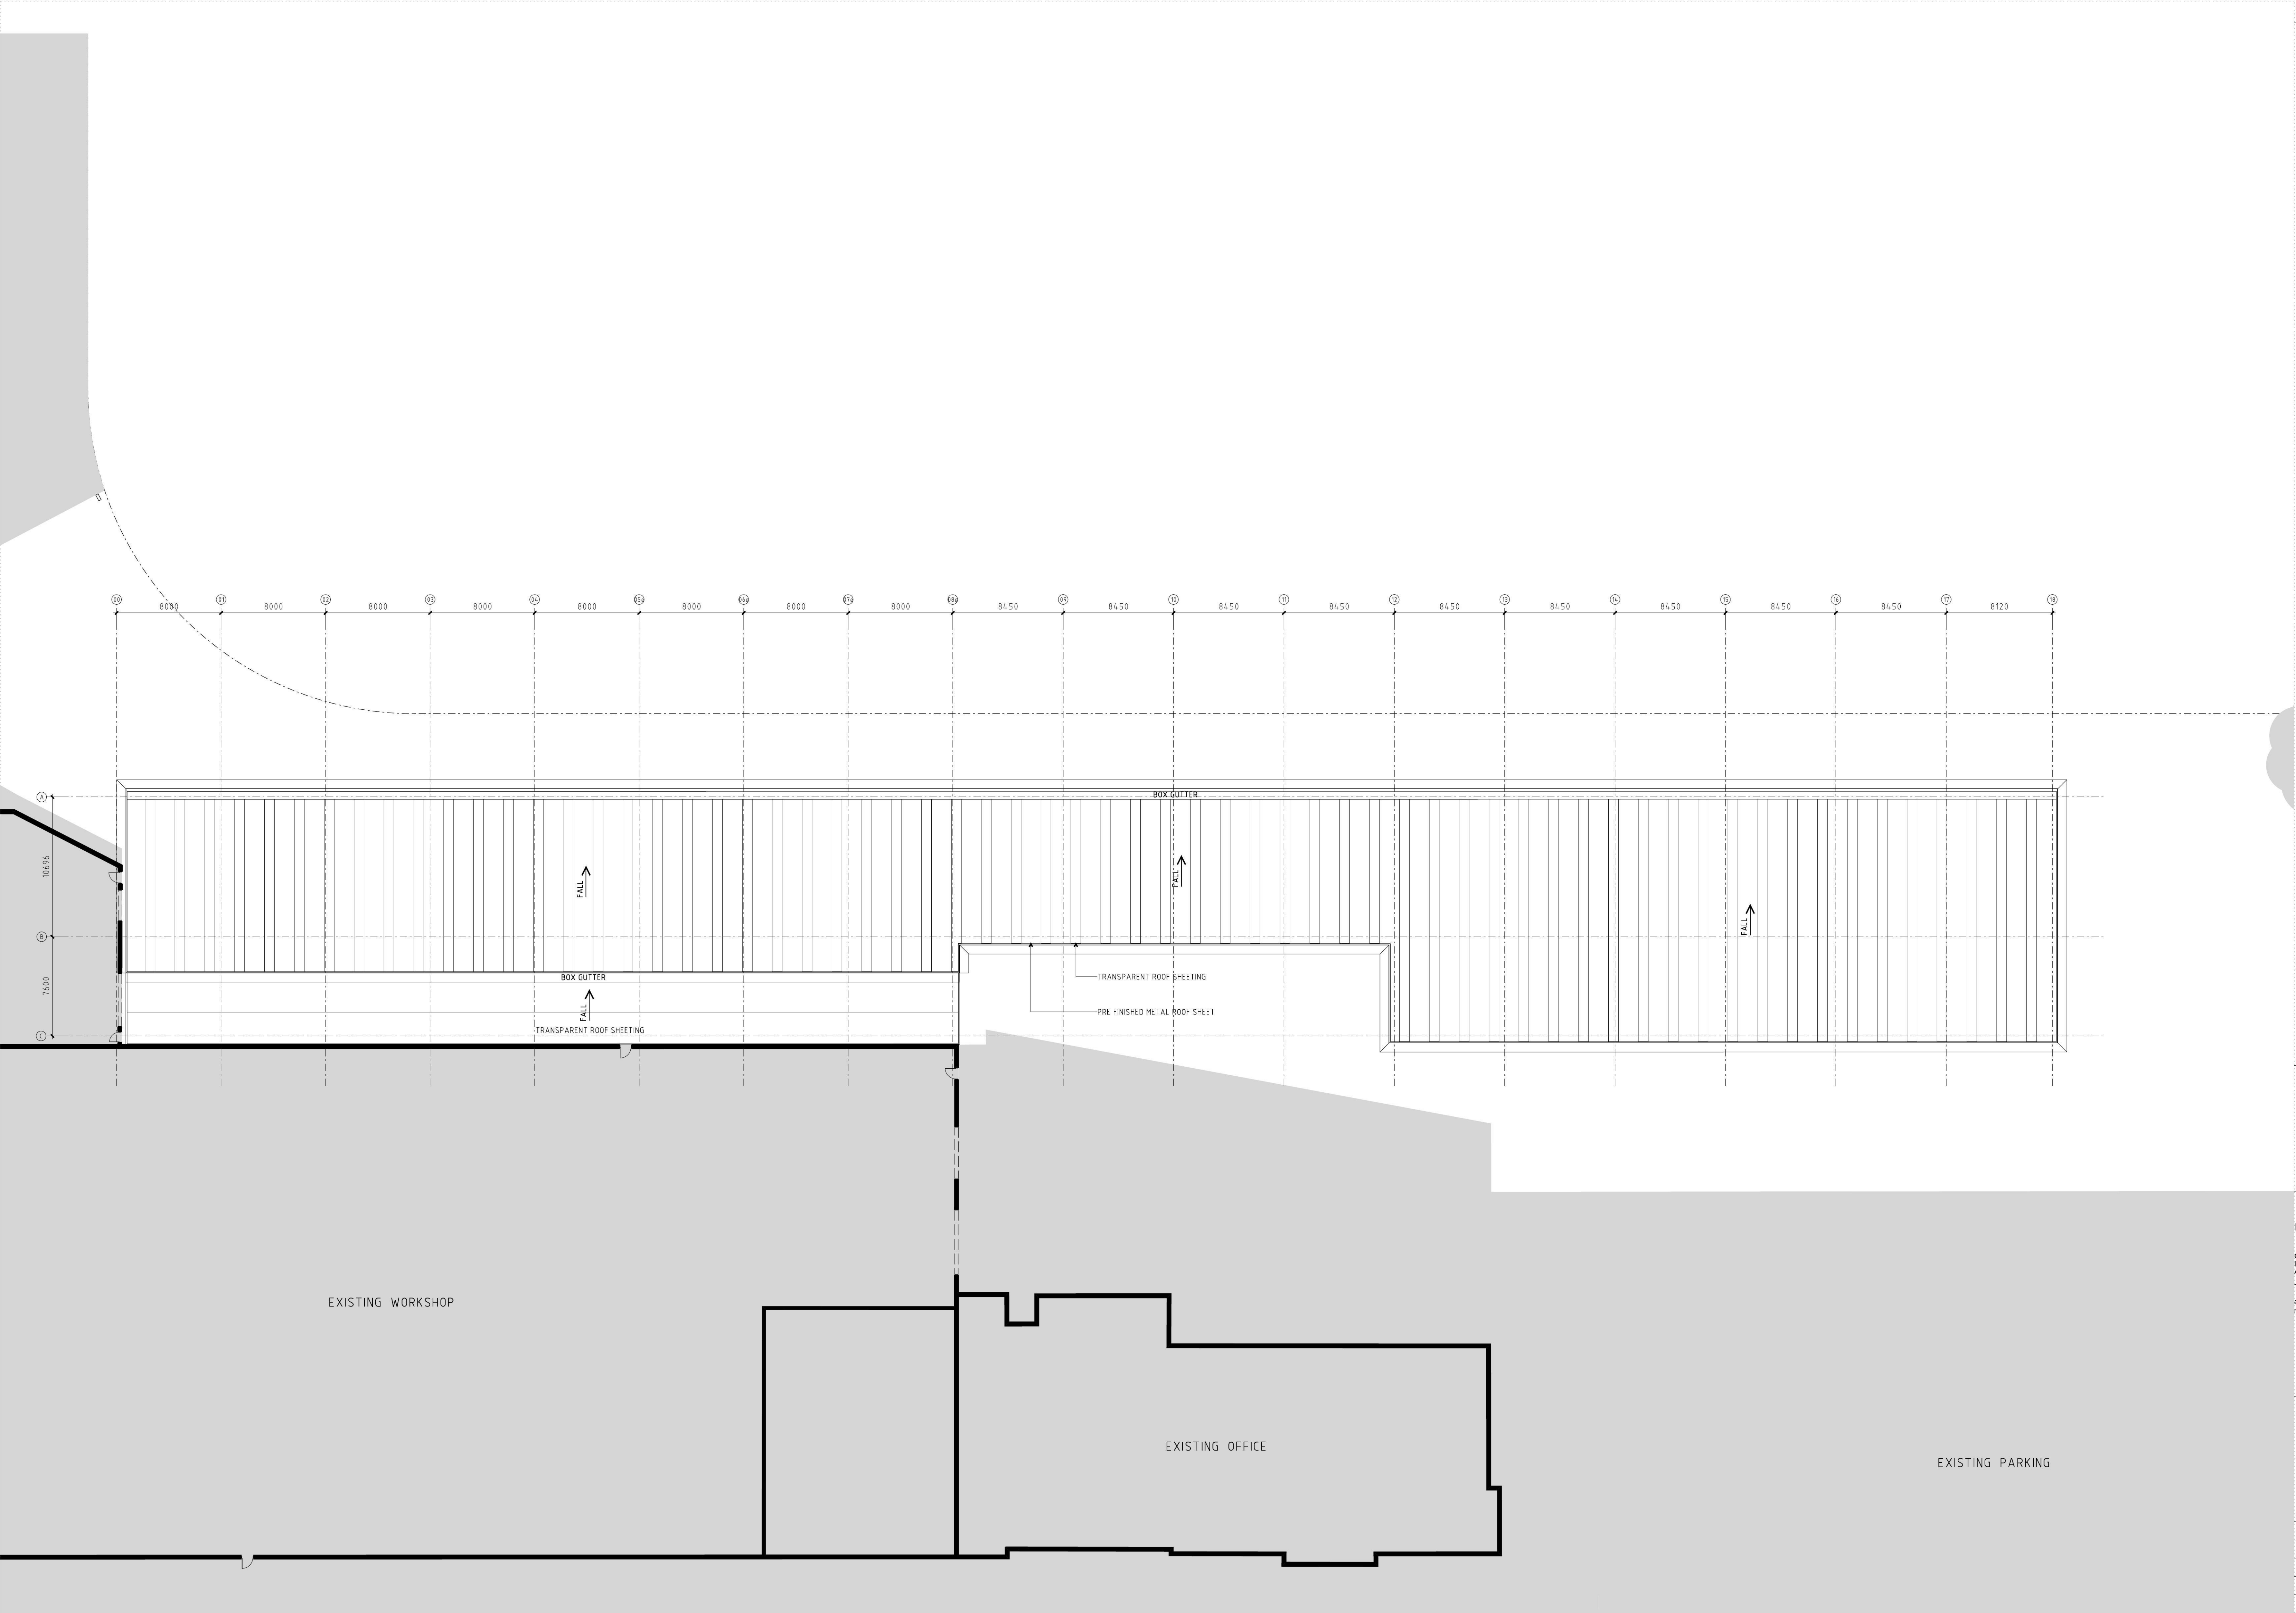 00 01 02 03 04 05a 06a 07a 08a 09 10 11 12 13 14 15 16 17 18
8000 8000 8000 8000 8000 8000 8000 8000 8450 8450 8450 8450 8450 8450 8450 8450 8450 8120
A
BOX GUTTER
10696
FALL
FALL
FALL
B
BOX GUTTER
TRANSPARENT ROOF SHEETING
7600
FALL
PRE FINISHED METAL ROOF SHEET
TRANSPARENT ROOF SHEETING
C
EXISTING WORKSHOP
EXISTING OFFICE
EXISTING PARKING